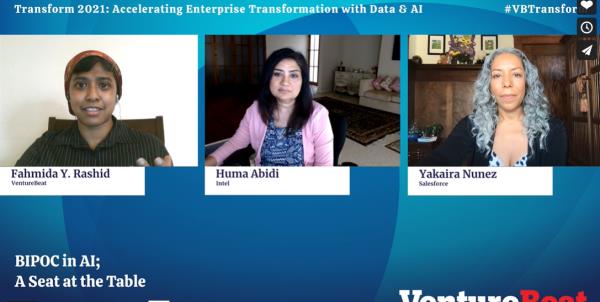 Transform 2021: Accelerating Enterprise Transformation with Data & AI
#VBTransfor
Fahmida Y. Rashid
VentureBeat
Huma Abidi
Intel
Yakaira Nunez
Salesforce
BIPOC in AI;
A Seat at the Table
VentureBeat